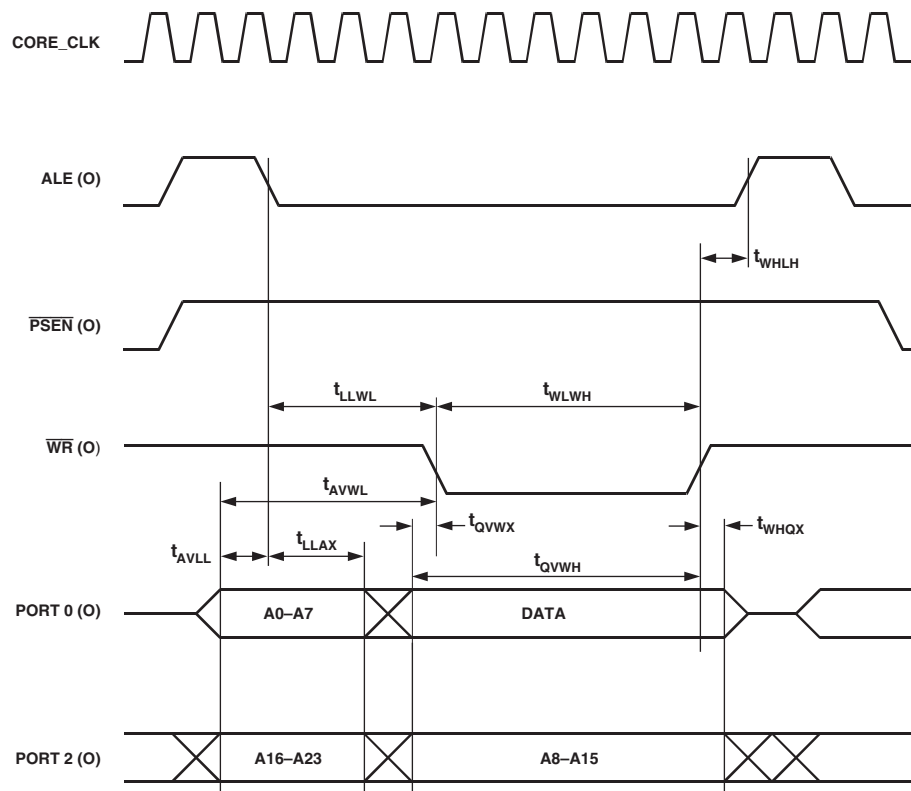 CORE_CLK
ALE (O)
tWHLH
PSEN (O)
tLLWL
tWLWH
WR (O)
tAVWL
tQVWX
tWHQX
tAVLL
tLLAX
tQVWH
PORT 0 (O)
A0–A7
DATA
PORT 2 (O)
A16–A23
A8–A15